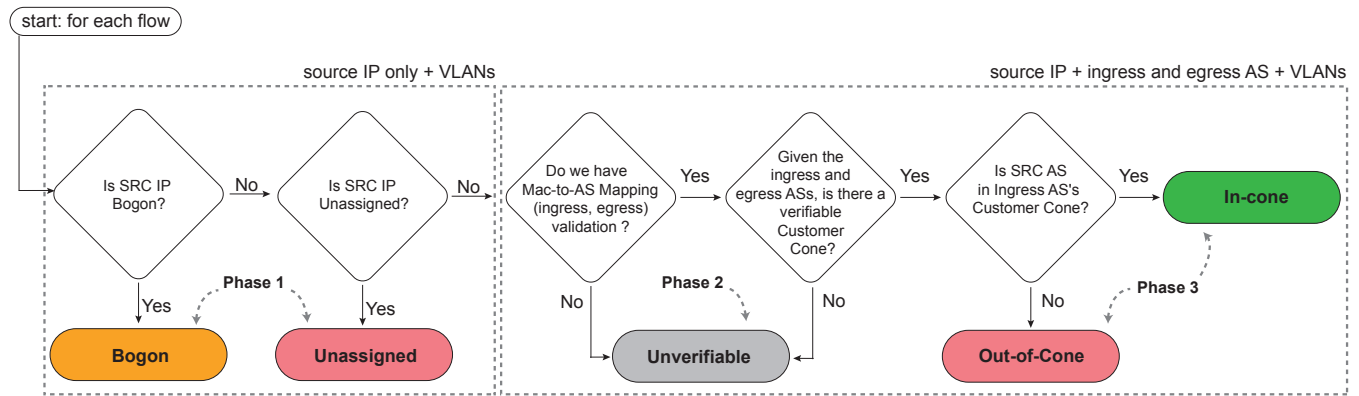 start: for each flow
source IP only + VLANs
source IP + ingress and egress AS + VLANs
Is SRC IP
Bogon?
No
Yes
Is SRC IP
Unassigned?
No
Yes
Phase 1
Bogon
Unassigned
Do we have
Mac-to-AS Mapping
(ingress, egress)
validation ?
Yes
No
Given the
ingress and
egress ASs, is there a
verifiable
Customer
Cone?
Yes
No
Phase 2
Unverifiable
Is SRC AS
in Ingress AS's
Customer Cone?
Yes
No
In-cone
Phase 3
Out-of-Cone